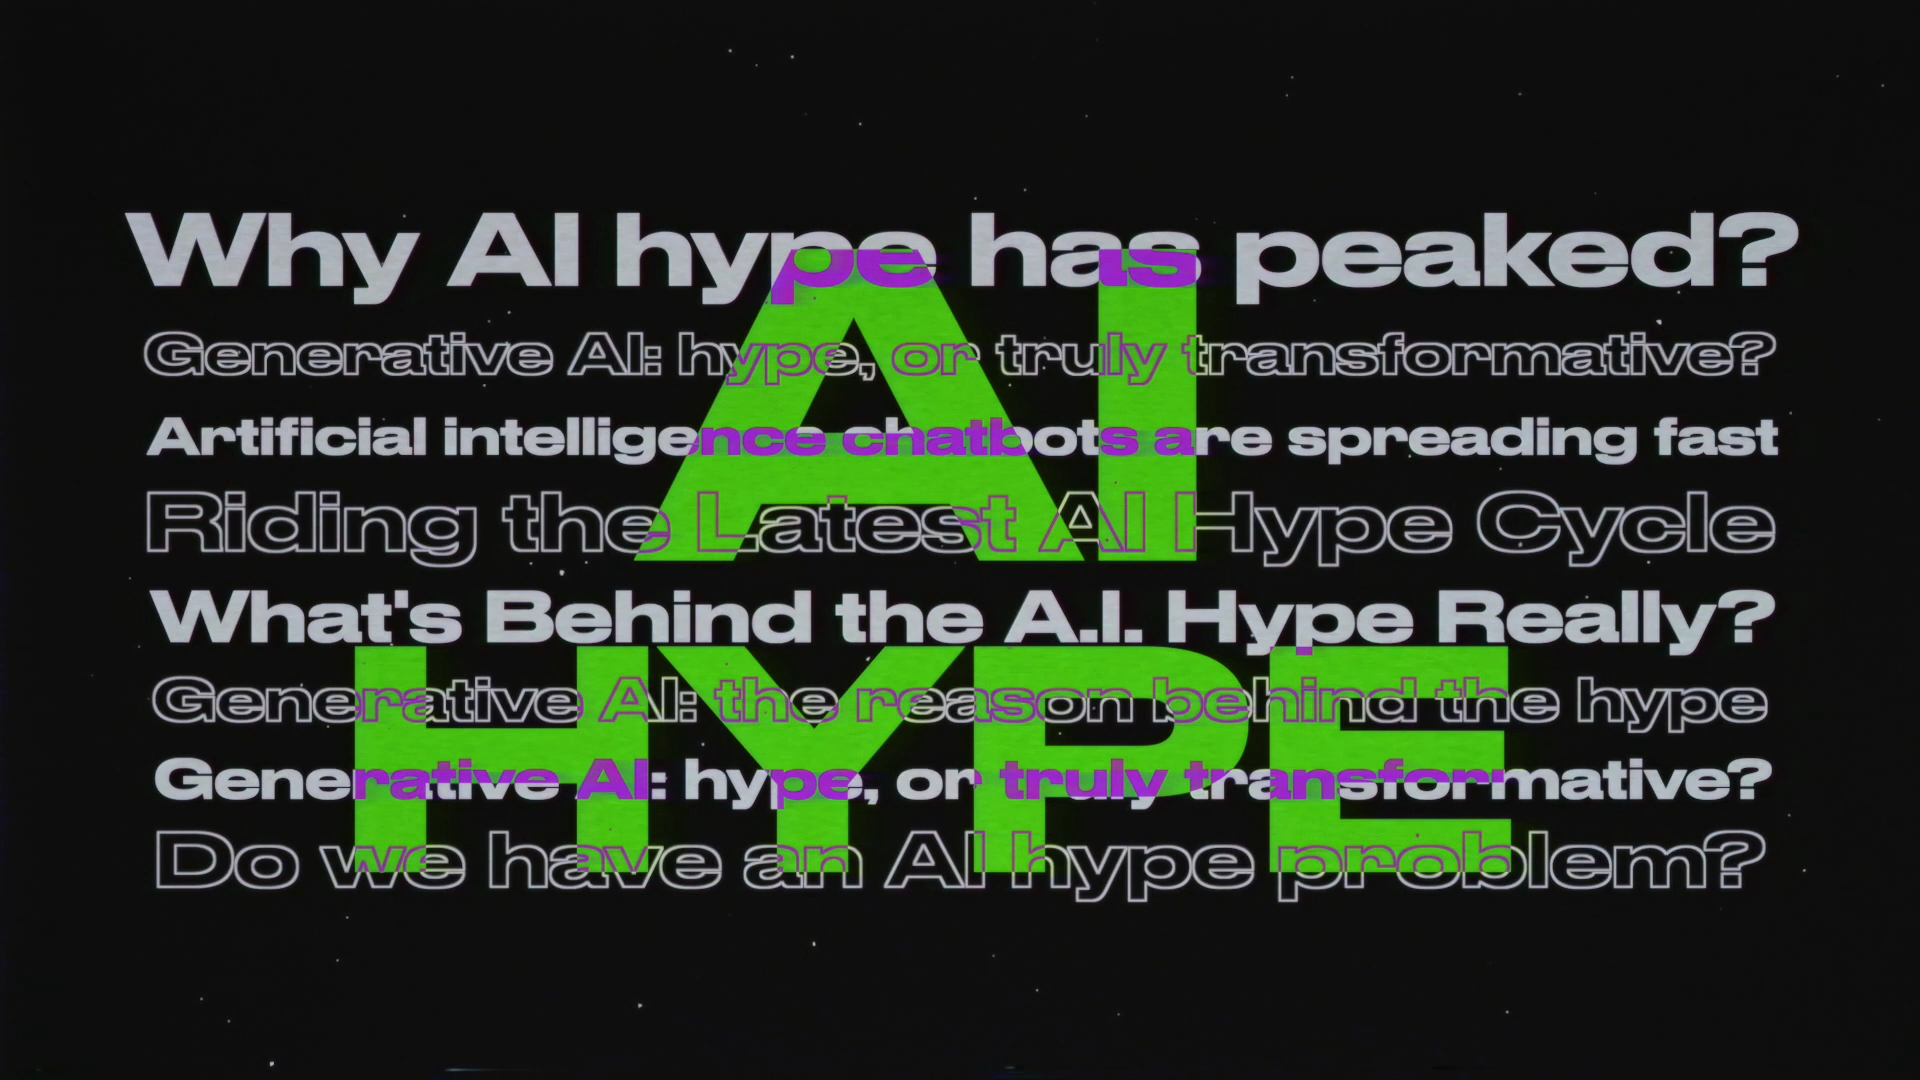 Why AI hype has peaked?
Generative AI: hype, or truly transformative?
Artificial intelligence chatbots are spreading fast
Riding the Latest AI Hype Cycle
What's Behind the A.I. Hype Really?
Generative AI: the reason behind the hype
Generative AI: hype, or truly transformative?
Do we have an AI hype problem?
AI
HYPE